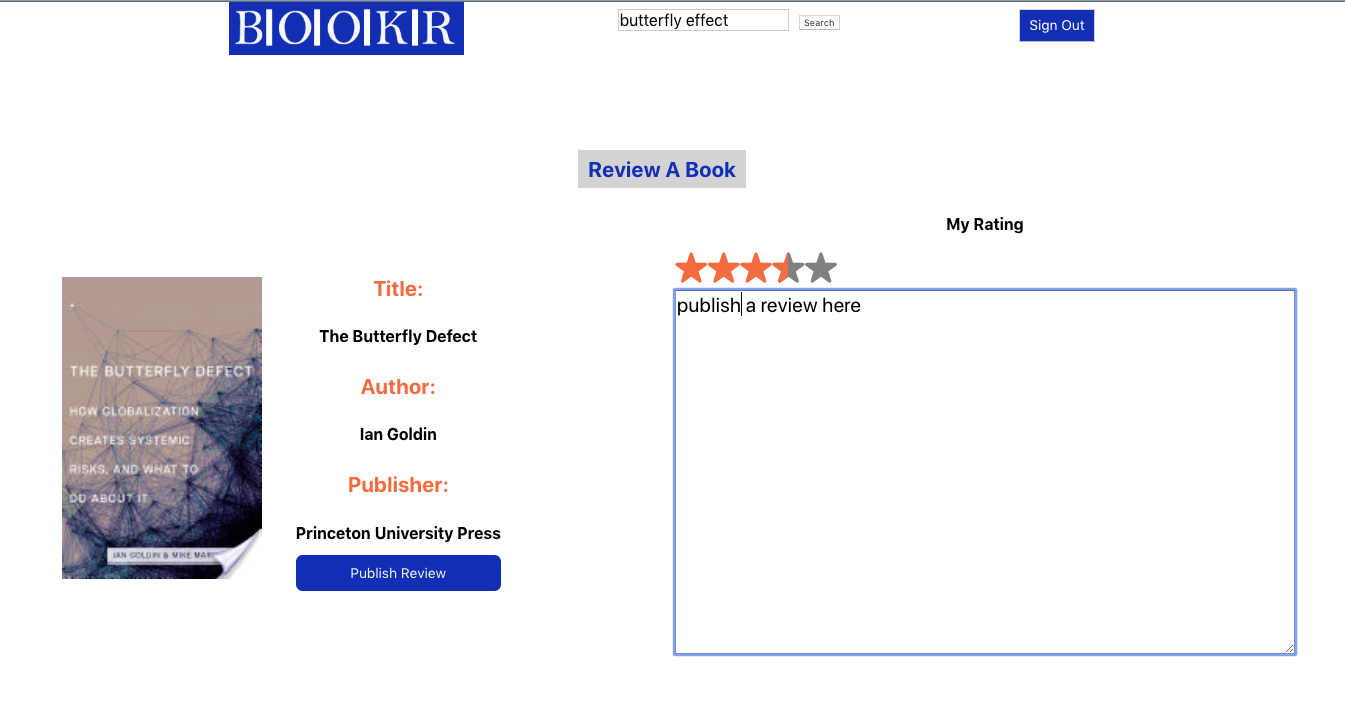 BOOKR
butterfly effect
Search
Sign Out
Review A Book
My Rating
publish a review here
THE BUTTERFLY DEFECT
HOW GLOBALIZATION
CREATES SYSTEMIC
RISKS, AND WHAT TO
DO ABOUT IT
IAN GOLDIN & MIKE
Title:
The Butterfly Defect
Author:
Ian Goldin
Publisher:
Princeton University Press
Publish Review